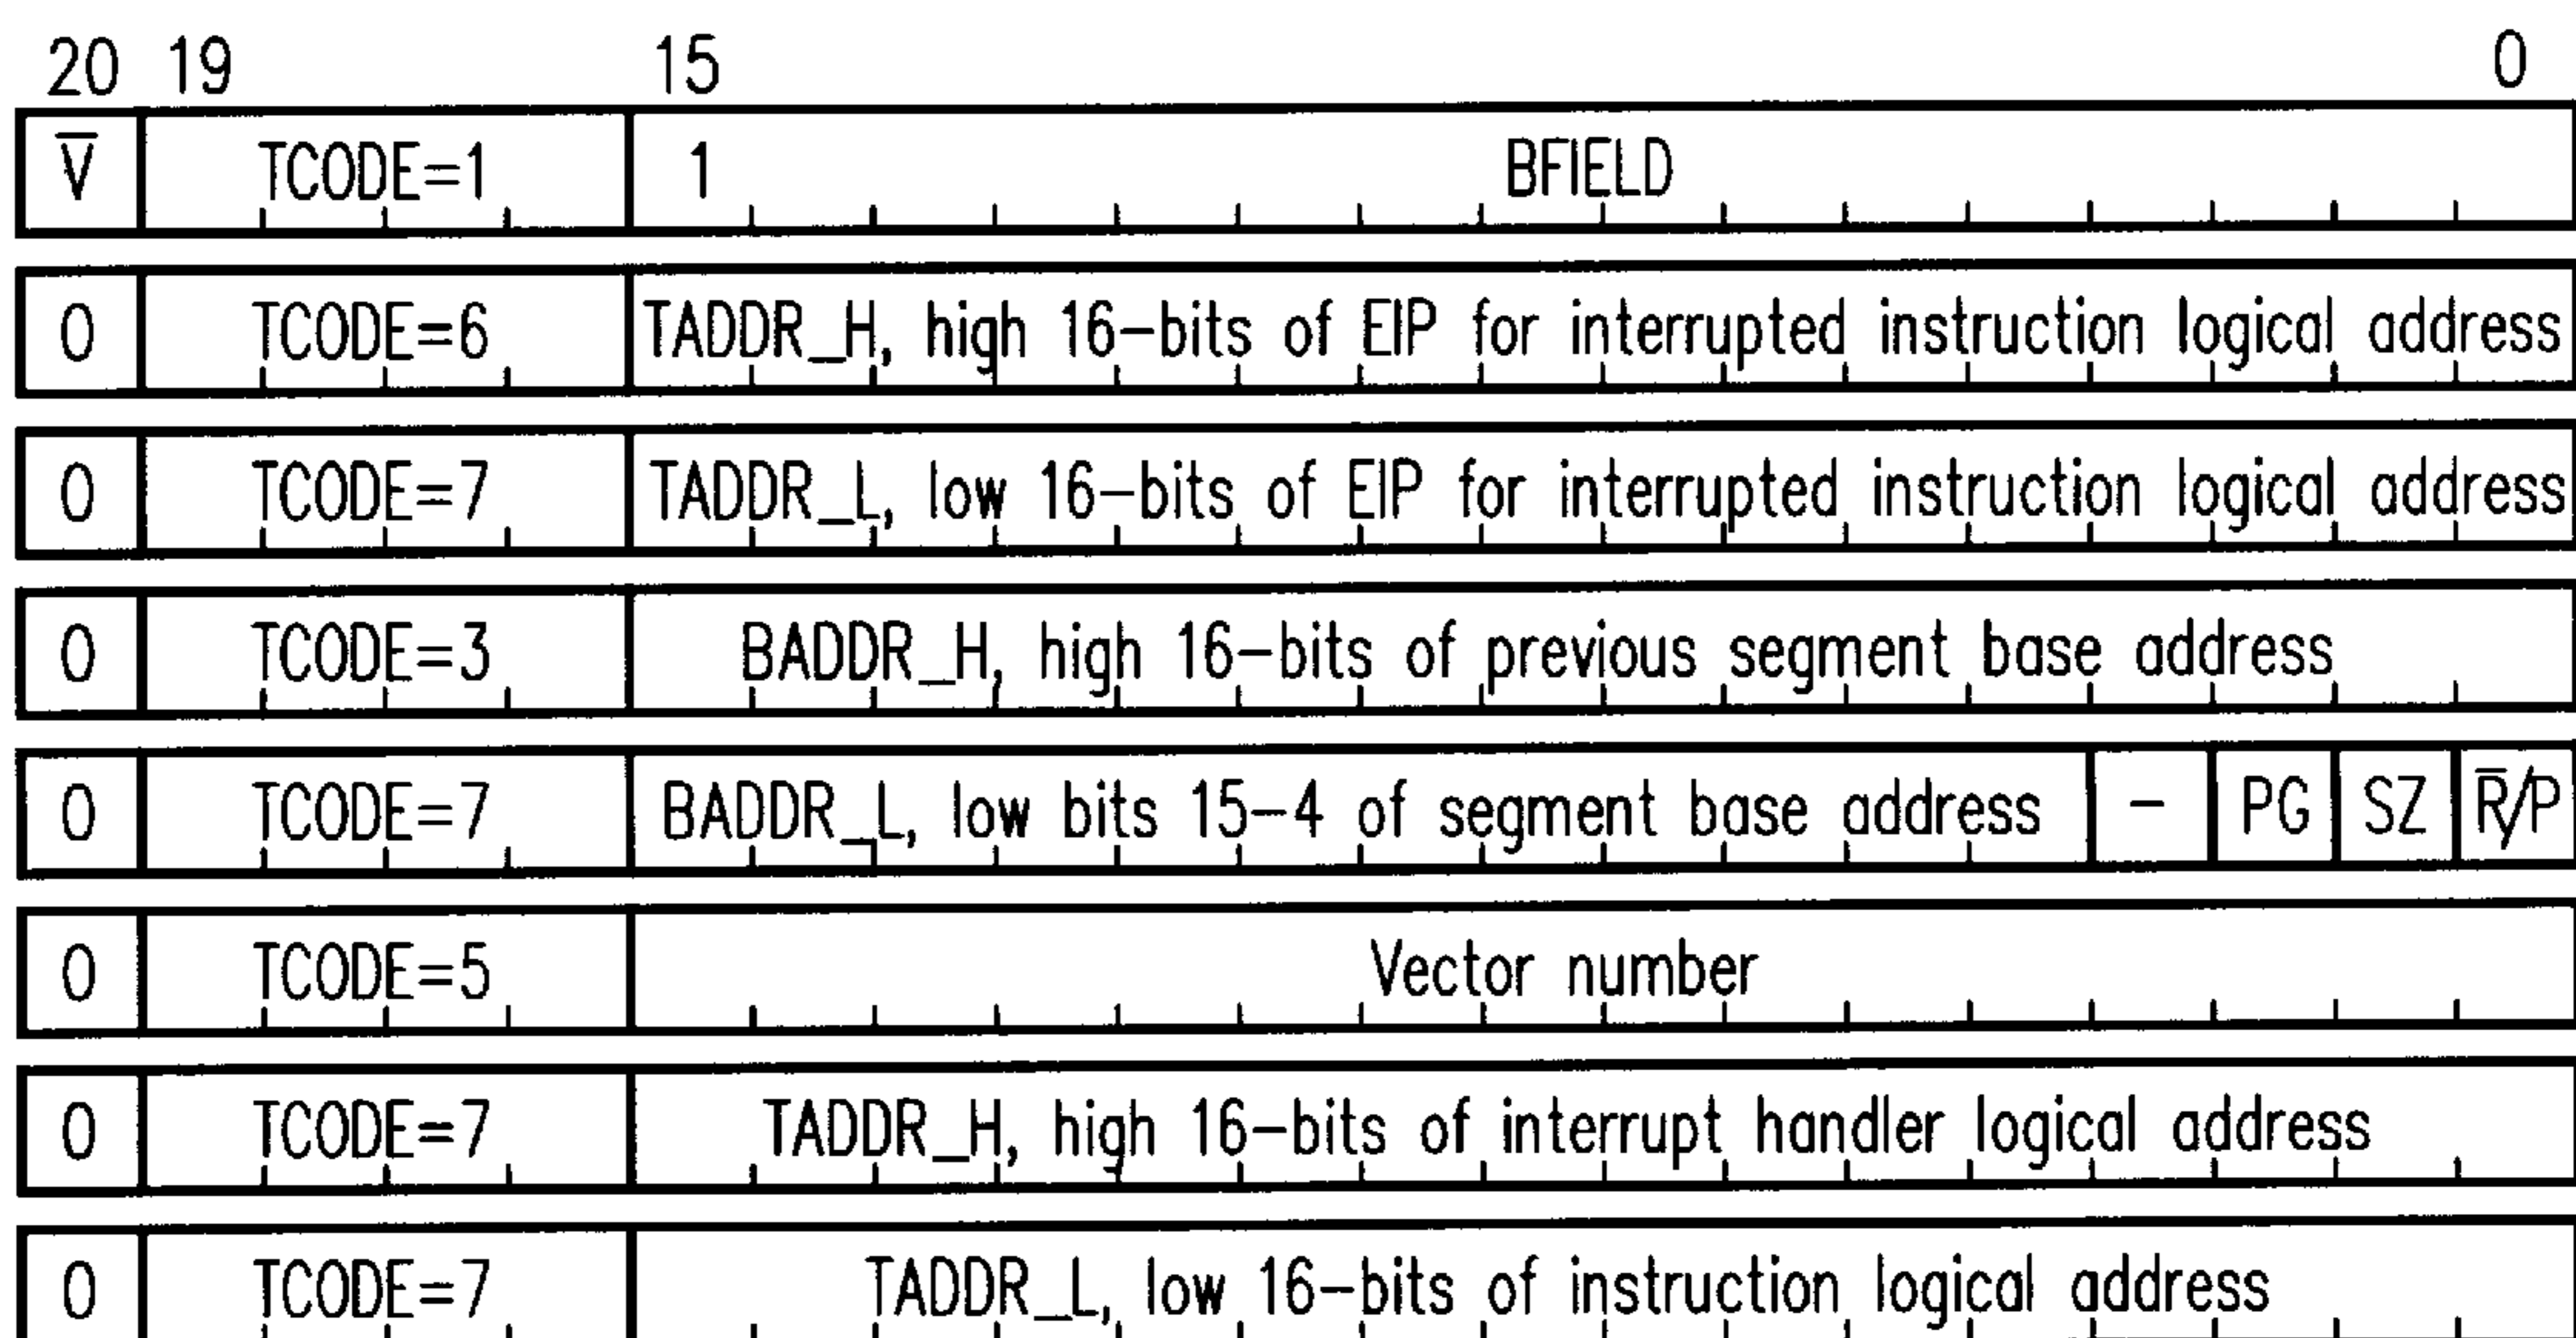 20 19 15 0
V̅ TCODE=1 1 BFIELD
0 TCODE=6 TADDR_H, high 16-bits of EIP for interrupted instruction logical address
0 TCODE=7 TADDR_L, low 16-bits of EIP for interrupted instruction logical address
0 TCODE=3 BADDR_H, high 16-bits of previous segment base address
0 TCODE=7 BADDR_L, low bits 15-4 of segment base address - PG SZ R̅/P
0 TCODE=5 Vector number
0 TCODE=7 TADDR_H, high 16-bits of interrupt handler logical address
0 TCODE=7 TADDR_L, low 16-bits of instruction logical address